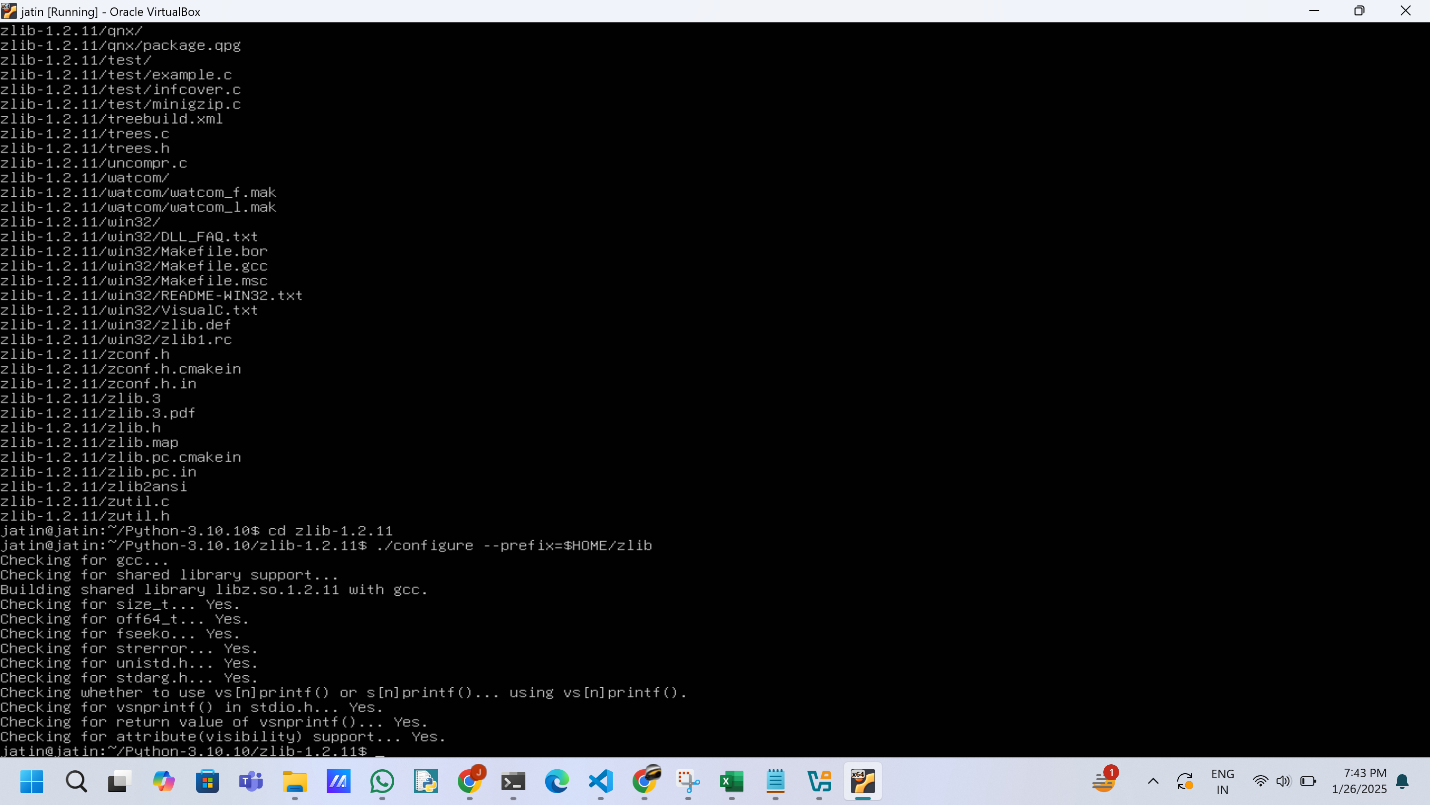 jatin [Running] - Oracle VirtualBox
zlib-1.2.11/qnx/
zlib-1.2.11/qnx/package.qpg
zlib-1.2.11/test/
zlib-1.2.11/test/example.c
zlib-1.2.11/test/infcover.c
zlib-1.2.11/test/minigzip.c
zlib-1.2.11/treebuild.xml
zlib-1.2.11/trees.c
zlib-1.2.11/trees.h
zlib-1.2.11/uncompr.c
zlib-1.2.11/watcom/
zlib-1.2.11/watcom/watcom_f.mak
zlib-1.2.11/watcom/watcom_l.mak
zlib-1.2.11/win32/
zlib-1.2.11/win32/DLL_FAQ.txt
zlib-1.2.11/win32/Makefile.bor
zlib-1.2.11/win32/Makefile.gcc
zlib-1.2.11/win32/Makefile.msc
zlib-1.2.11/win32/README-WIN32.txt
zlib-1.2.11/win32/VisualC.txt
zlib-1.2.11/win32/zlib.def
zlib-1.2.11/win32/zlib1.rc
zlib-1.2.11/zconf.h
zlib-1.2.11/zconf.h.cmakein
zlib-1.2.11/zconf.h.in
zlib-1.2.11/zlib.3
zlib-1.2.11/zlib.3.pdf
zlib-1.2.11/zlib.h
zlib-1.2.11/zlib.map
zlib-1.2.11/zlib.pc.cmakein
zlib-1.2.11/zlib.pc.in
zlib-1.2.11/zlib2ansi
zlib-1.2.11/zutil.c
zlib-1.2.11/zutil.h
jatin@jatin:~/Python-3.10.10$ cd zlib-1.2.11
jatin@jatin:~/Python-3.10.10/zlib-1.2.11$ ./configure --prefix=$HOME/zlib
Checking for gcc...
Checking for shared library support...
Building shared library libz.so.1.2.11 with gcc.
Checking for size_t... Yes.
Checking for off64_t... Yes.
Checking for fseeko... Yes.
Checking for strerror... Yes.
Checking for unistd.h... Yes.
Checking for stdarg.h... Yes.
Checking whether to use vs[n]printf() or s[n]printf()... using vs[n]printf().
Checking for vsnprintf() in stdio.h... Yes.
Checking for return value of vsnprintf()... Yes.
Checking for attribute(visibility) support... Yes.
jatin@jatin:~/Python-3.10.10/zlib-1.2.11$ _
J
X64
1
ENG
IN
7:43 PM
1/26/2025